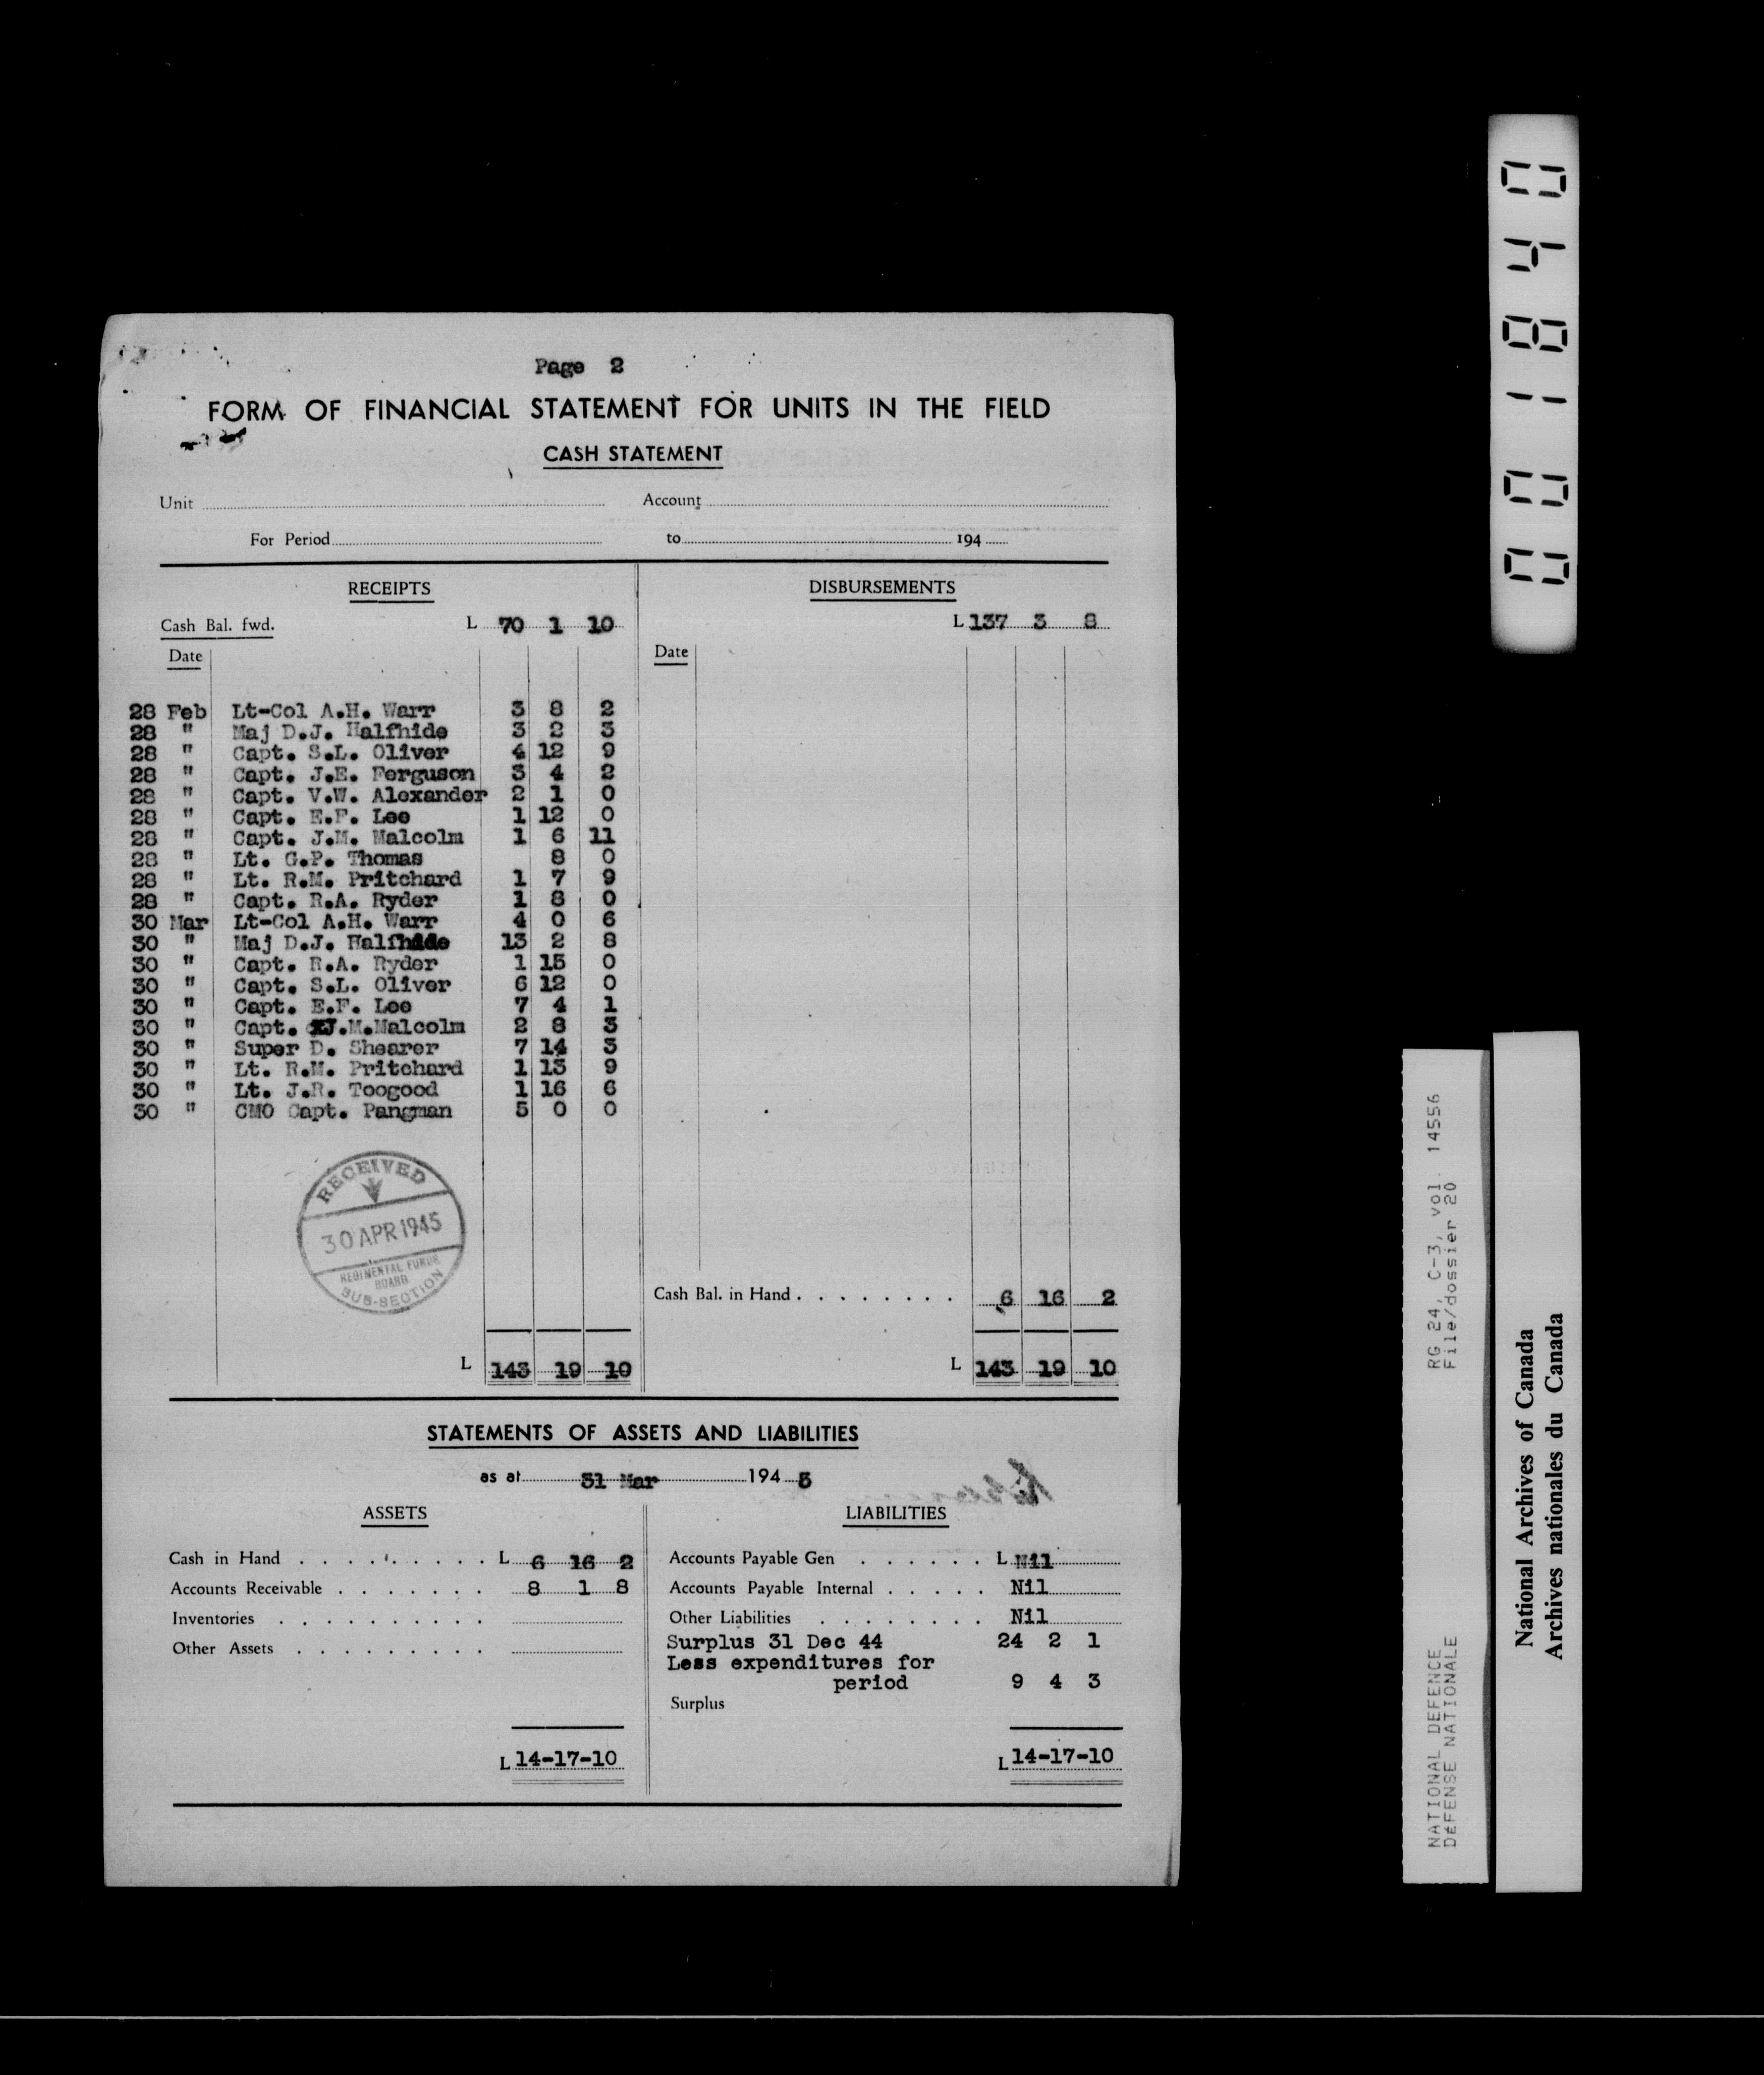 Page 2
FORM OF FINANCIAL STATEMENT FOR UNITS IN THE FIELD
CASH STATEMENT
Unit Account
For Period to 194
RECEIPTS DISBURSEMENTS
Cash Bal. fwd. L 70 1 10 L 137 3 8
Date Date
28 Feb Lt-Col A.H. Warr 3 8 2
28 " Maj D.J. Halfhide 3 2 3
28 " Capt. S.L. Oliver 4 12 9
28 " Capt. J.E. Ferguson 3 4 2
28 " Capt. V.W. Alexander 2 1 0
28 " Capt. E.F. Lee 1 12 0
28 " Capt. J.M. Malcolm 1 6 11
28 " Lt. G.P. Thomas 8 0
28 " Lt. R.M. Pritchard 1 7 9
28 " Capt. R.A. Ryder 1 8 0
30 Mar Lt-Col A.H. Warr 4 0 6
30 " Maj D.J. Halfhide 13 2 8
30 " Capt. R.A. Ryder 1 15 0
30 " Capt. S.L. Oliver 6 12 0
30 " Capt. E.F. Lee 7 4 1
30 " Capt. J.M.Malcolm 2 8 3
30 " Super D. Shearer 7 14 3
30 " Lt. R.M. Pritchard 1 13 9
30 " Lt. J.R. Toogood 1 16 6
30 " CMO Capt. Pangman 5 0 0
RECEIVED
30 APR 1945
REGIMENTAL FUNDS
BOARD
SUB-SECTION
Cash Bal. in Hand . . . . . . . . 6 16 2
L 143 19 10 L 143 19 10
STATEMENTS OF ASSETS AND LIABILITIES
as at 31 Mar 194 5
ASSETS LIABILITIES
Cash in Hand . . . . . . . . . . L 6 16 2 Accounts Payable Gen . . . . . . L Nil
Accounts Receivable . . . . . . . 8 1 8 Accounts Payable Internal . . . . . Nil
Inventories . . . . . . . . . . Other Liabilities . . . . . . . . Nil
Other Assets . . . . . . . . . Surplus 31 Dec 44 24 2 1
Less expenditures for
period 9 4 3
Surplus
L 14-17-10 L 14-17-10
001840
RG 24, C-3, vol. 14556
File/dossier 20
NATIONAL DEFENCE
DÉFENSE NATIONALE
National Archives of Canada
Archives nationales du Canada